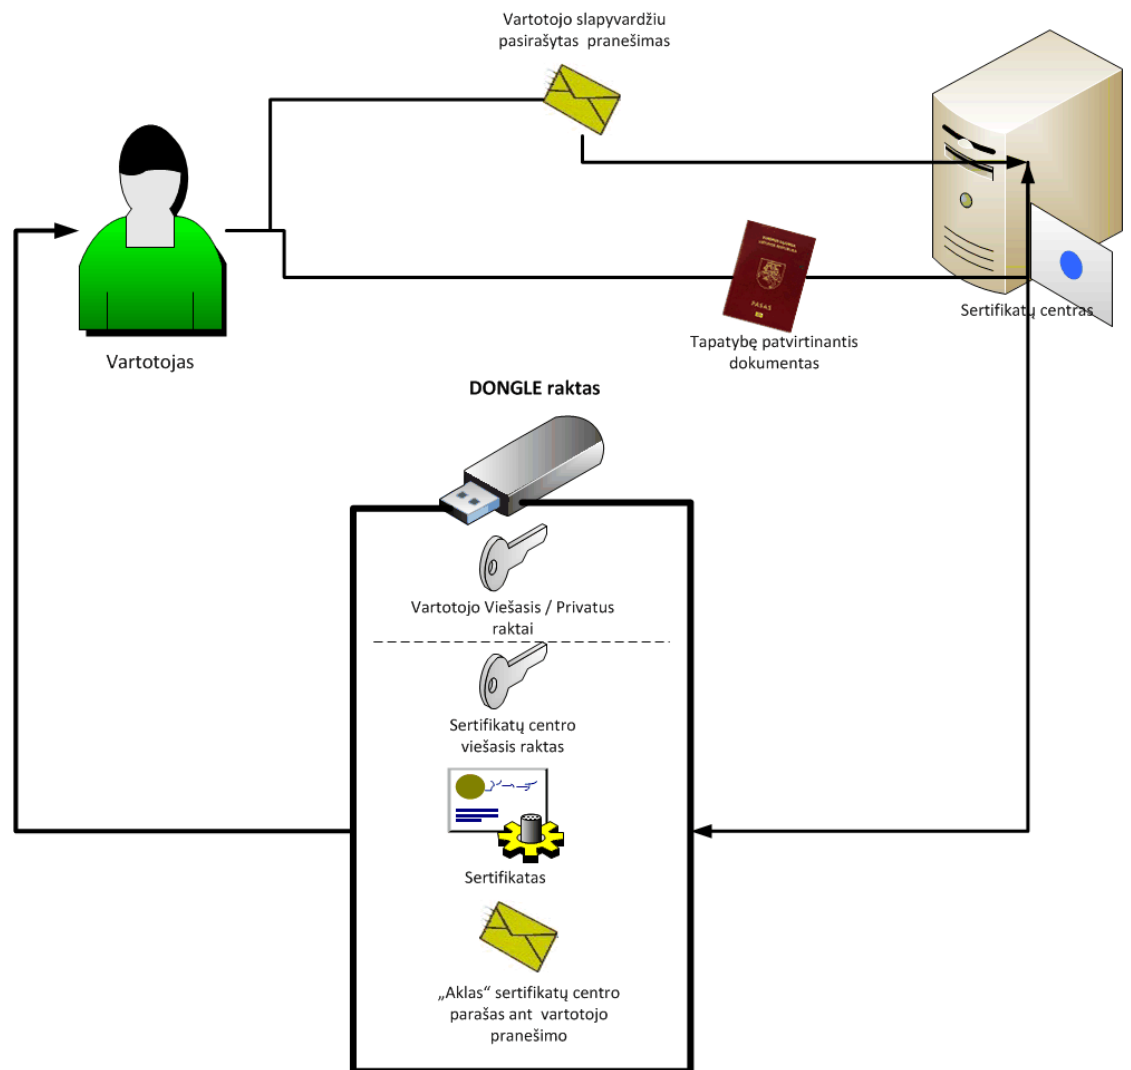 Vartotojo slapyvardžiu
pasirašytas pranešimas
Vartotojas
PASAS
Tapatybę patvirtinantis
dokumentas
Sertifikatų centras
DONGLE raktas
Vartotojo Viešasis / Privatus
raktai
Sertifikatų centro
viešasis raktas
Sertifikatas
„Aklas“ sertifikatų centro
parašas ant vartotojo
pranešimo